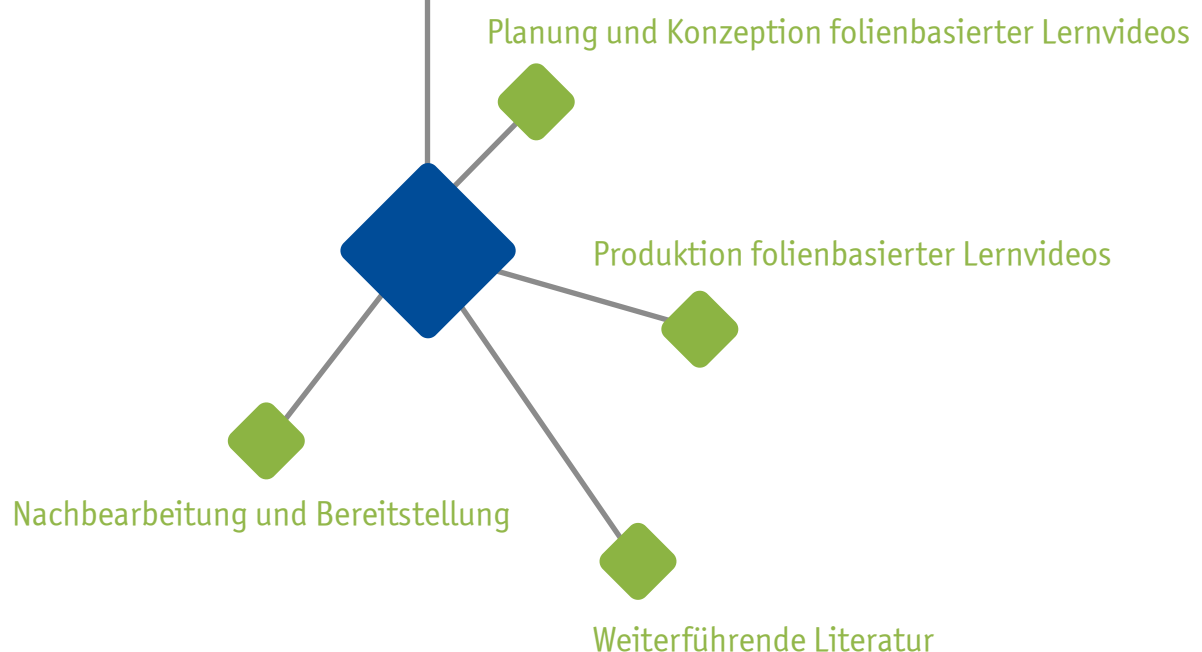 Planung und Konzeption folienbasierter Lernvideos
Produktion folienbasierter Lernvideos
Nachbearbeitung und Bereitstellung
Weiterführende Literatur